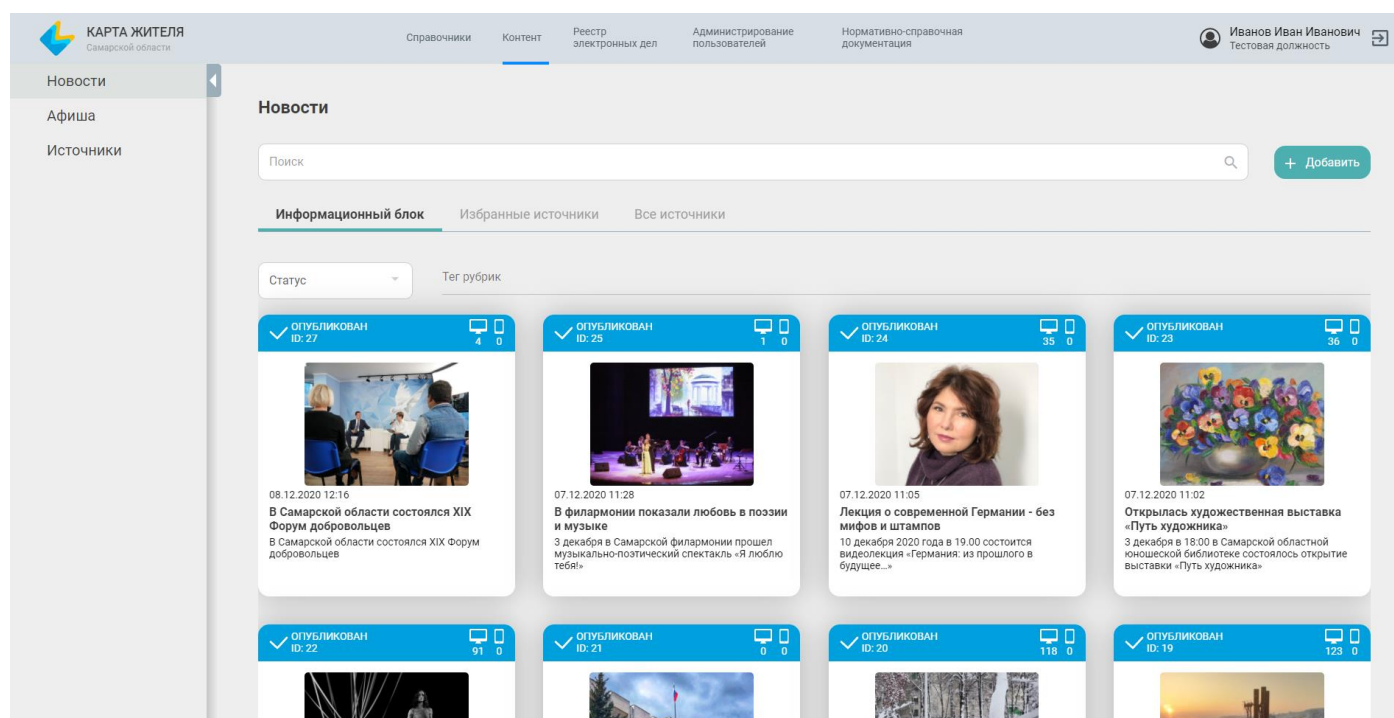 КАРТА ЖИТЕЛЯ
Самарской области
Справочники
Контент
Реестр
электронных дел
Администрирование
пользователей
Нормативно-справочная
документация
Иванов Иван Иванович
Тестовая должность
Новости
Афиша
Источники
Новости
Поиск
+ Добавить
Информационный блок
Избранные источники
Все источники
Статус
Тег рубрик
ОПУБЛИКОВАН
ID: 27
4 0
08.12.2020 12:16
В Самарской области состоялся XIX
Форум добровольцев
В Самарской области состоялся XIX Форум
добровольцев
ОПУБЛИКОВАН
ID: 25
1 0
07.12.2020 11:28
В филармонии показали любовь в поэзии
и музыке
3 декабря в Самарской филармонии прошел
музыкально-поэтический спектакль «Я люблю
тебя!»
ОПУБЛИКОВАН
ID: 24
35 0
07.12.2020 11:05
Лекция о современной Германии - без
мифов и штампов
10 декабря 2020 года в 19.00 состоится
видеолекция «Германия: из прошлого в
будущее…»
ОПУБЛИКОВАН
ID: 23
36 0
07.12.2020 11:02
Открылась художественная выставка
«Путь художника»
3 декабря в 18:00 в Самарской областной
юношеской библиотеке состоялось открытие
выставки «Путь художника»
ОПУБЛИКОВАН
ID: 22
91 0
ОПУБЛИКОВАН
ID: 21
0 0
ОПУБЛИКОВАН
ID: 20
118 0
ОПУБЛИКОВАН
ID: 19
123 0